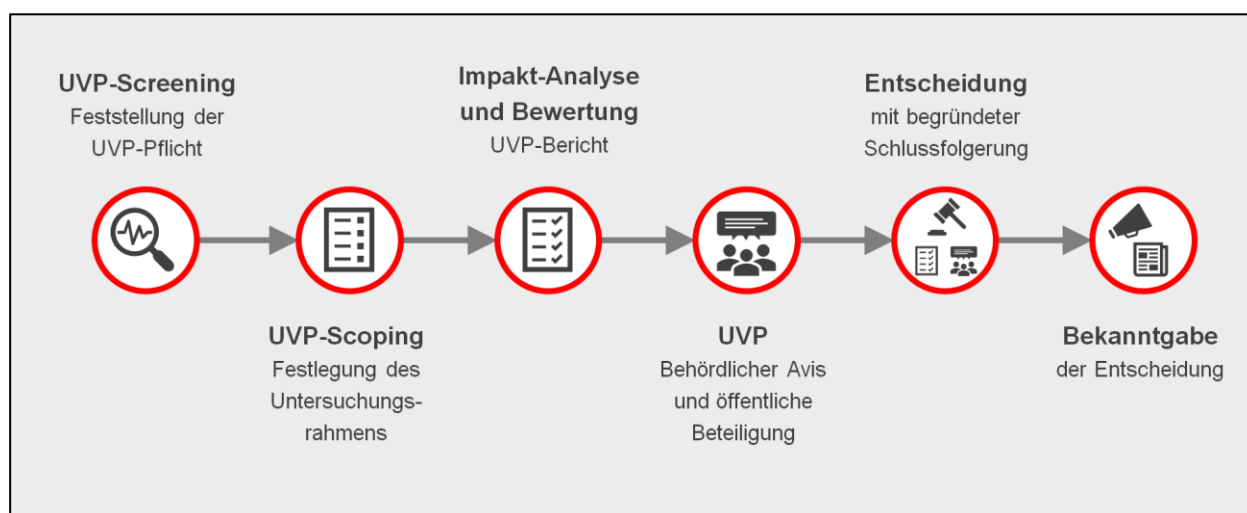 UVP-Screening
Feststellung der
UVP-Pflicht
UVP-Scoping
Festlegung des
Untersuchungs-
rahmens
Impakt-Analyse
und Bewertung
UVP-Bericht
UVP
Behördlicher Avis
und öffentliche
Beteiligung
Entscheidung
mit begründeter
Schlussfolgerung
Bekanntgabe
der Entscheidung